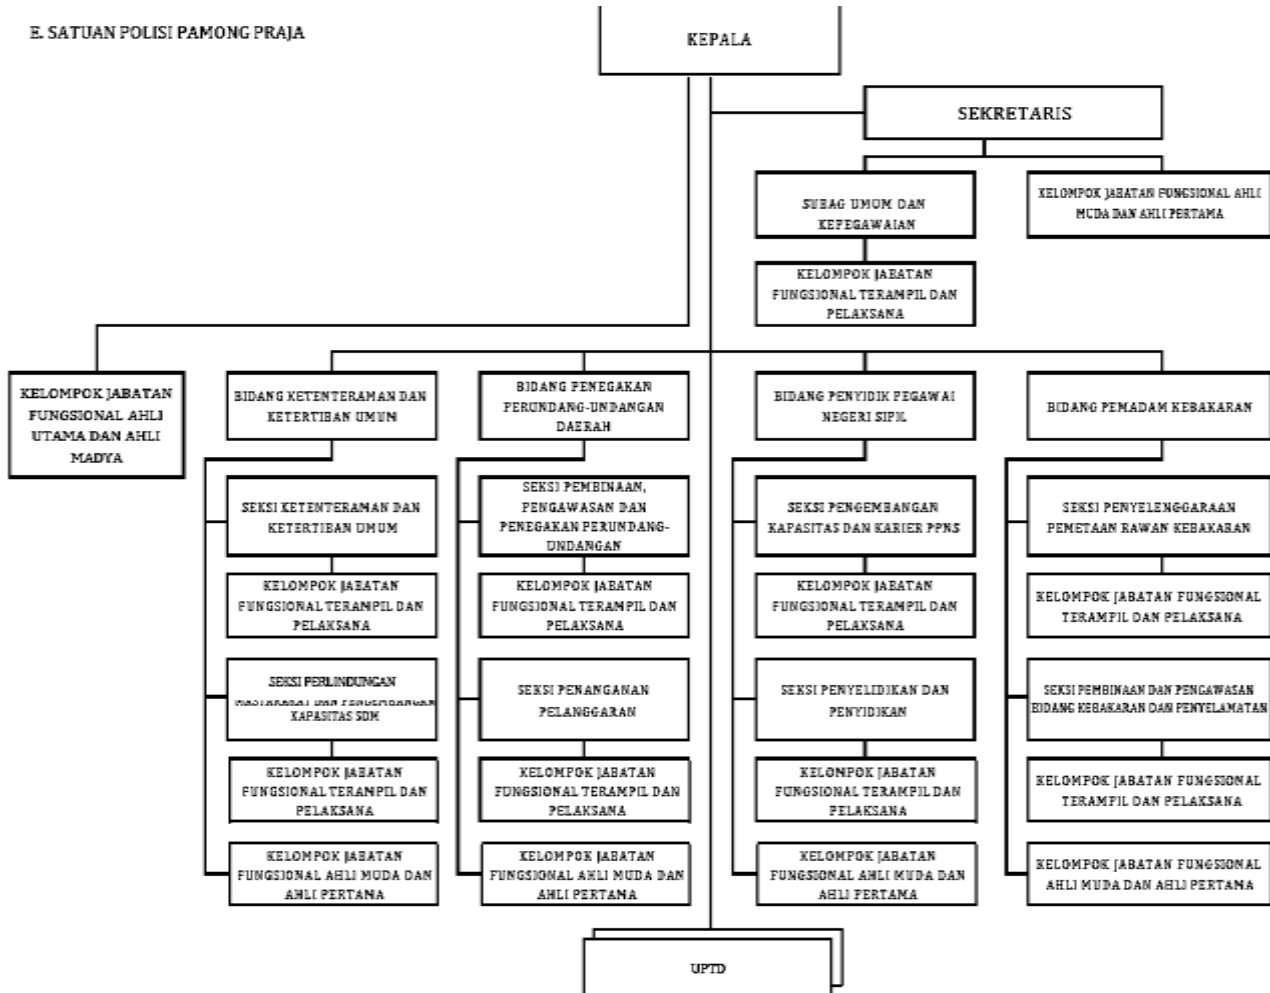 E. SATUAN POLISI PAMONG PRAJA
KEPALA
SEKRETARIS
SUBAG UMUM DAN
KEPEGAWAIAN
KELOMPOK JABATAN FUNGSIONAL AHLI
MUDA DAN AHLI PERTAMA
KELOMPOK JABATAN
FUNGSIONAL TERAMPIL DAN
PELAKSANA
KELOMPOK JABATAN
FUNGSIONAL AHLI
UTAMA DAN AHLI
MADYA
BIDANG KETENTERAMAN DAN
KETERTIBAN UMUM
SEKSI KETENTERAMAN DAN
KETERTIBAN UMUM
KELOMPOK JABATAN
FUNGSIONAL TERAMPIL DAN
PELAKSANA
SEKSI PERLINDUNGAN
MASYARAKAT DAN PENGEMBANGAN
KAPASITAS SDM
KELOMPOK JABATAN
FUNGSIONAL TERAMPIL DAN
PELAKSANA
KELOMPOK JABATAN
FUNGSIONAL AHLI MUDA DAN
AHLI PERTAMA
BIDANG PENEGAKAN
PERUNDANG-UNDANGAN
DAERAH
SEKSI PEMBINAAN,
PENGAWASAN DAN
PENEGAKAN PERUNDANG-
UNDANGAN
KELOMPOK JABATAN
FUNGSIONAL TERAMPIL DAN
PELAKSANA
SEKSI PENANGANAN
PELANGGARAN
KELOMPOK JABATAN
FUNGSIONAL TERAMPIL DAN
PELAKSANA
KELOMPOK JABATAN
FUNGSIONAL AHLI MUDA DAN
AHLI PERTAMA
BIDANG PENYIDIK PEGAWAI
NEGERI SIPIL
SEKSI PENGEMBANGAN
KAPASITAS DAN KARIER PPNS
KELOMPOK JABATAN
FUNGSIONAL TERAMPIL DAN
PELAKSANA
SEKSI PENYELIDIKAN DAN
PENYIDIKAN
KELOMPOK JABATAN
FUNGSIONAL TERAMPIL DAN
PELAKSANA
KELOMPOK JABATAN
FUNGSIONAL AHLI MUDA DAN
AHLI PERTAMA
BIDANG PEMADAM KEBAKARAN
SEKSI PENYELENGGARAAN
PEMETAAN RAWAN KEBAKARAN
KELOMPOK JABATAN FUNGSIONAL
TERAMPIL DAN PELAKSANA
SEKSI PEMBINAAN DAN PENGAWASAN
BIDANG KEBAKARAN DAN PENYELAMATAN
KELOMPOK JABATAN FUNGSIONAL
TERAMPIL DAN PELAKSANA
KELOMPOK JABATAN FUNGSIONAL
AHLI MUDA DAN AHLI PERTAMA
UPTD